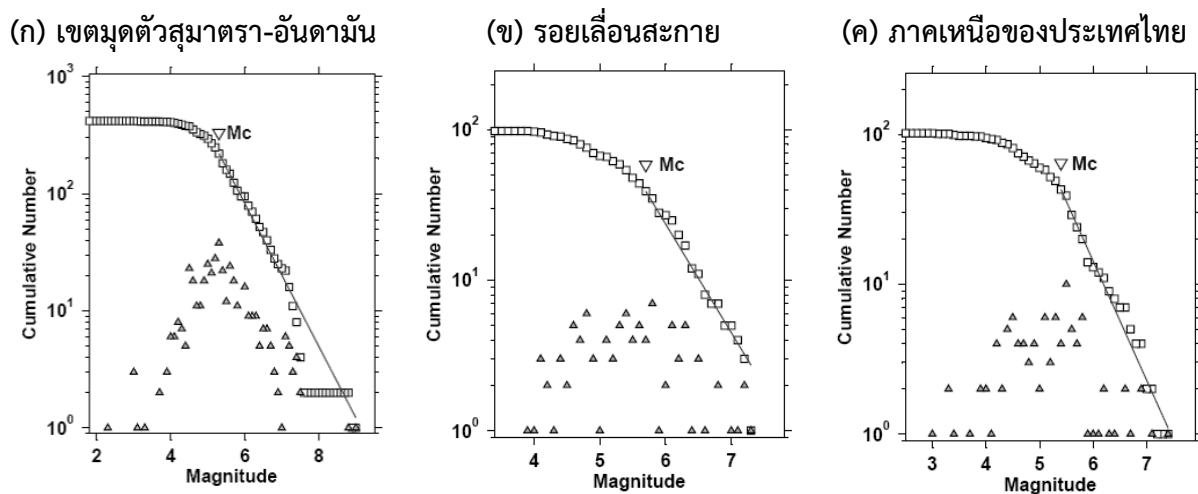 (ก) เขตมุดตัวสุมาตรา-อันดามัน
(ข) รอยเลื่อนสะกาย
(ค) ภาคเหนือของประเทศไทย
10³
10²
10¹
10⁰
Cumulative Number
Mc
2 4 6 8
Magnitude
10²
10¹
10⁰
Cumulative Number
Mc
4 5 6 7
Magnitude
10²
10¹
10⁰
Cumulative Number
Mc
3 4 5 6 7
Magnitude